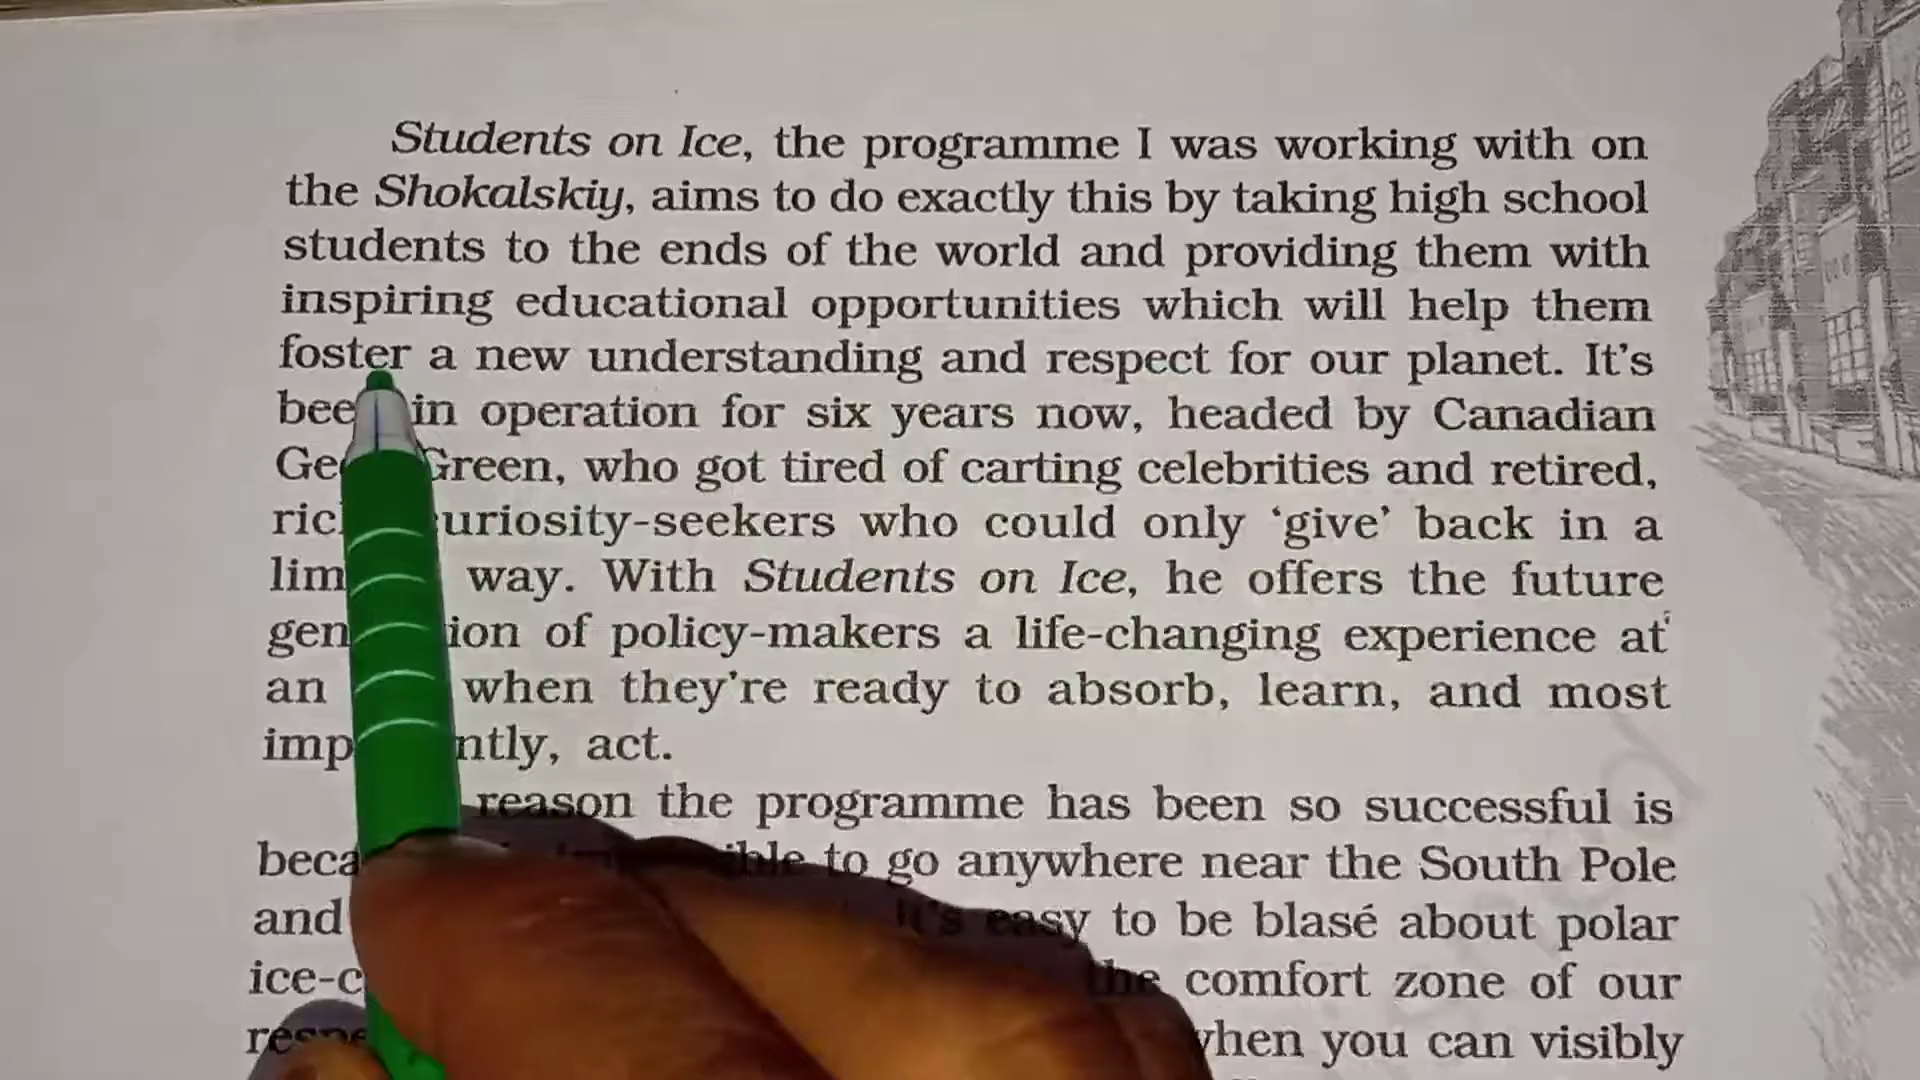 Students on Ice, the programme I was working with on
the Shokalskiy, aims to do exactly this by taking high school
students to the ends of the world and providing them with
inspiring educational opportunities which will help them
foster a new understanding and respect for our planet. It's
in operation for six years now, headed by Canadian
Green, who got tired of carting celebrities and retired,
who could only ‘give’ back in a
way. With Students on Ice, he offers the future
of policy-makers a life-changing experience at
an when they're ready to absorb, learn, and most
act.
reason the programme has been so successful is
to go anywhere near the South Pole
and it's easy to be blasé about polar
the comfort zone of our
when you can visibly